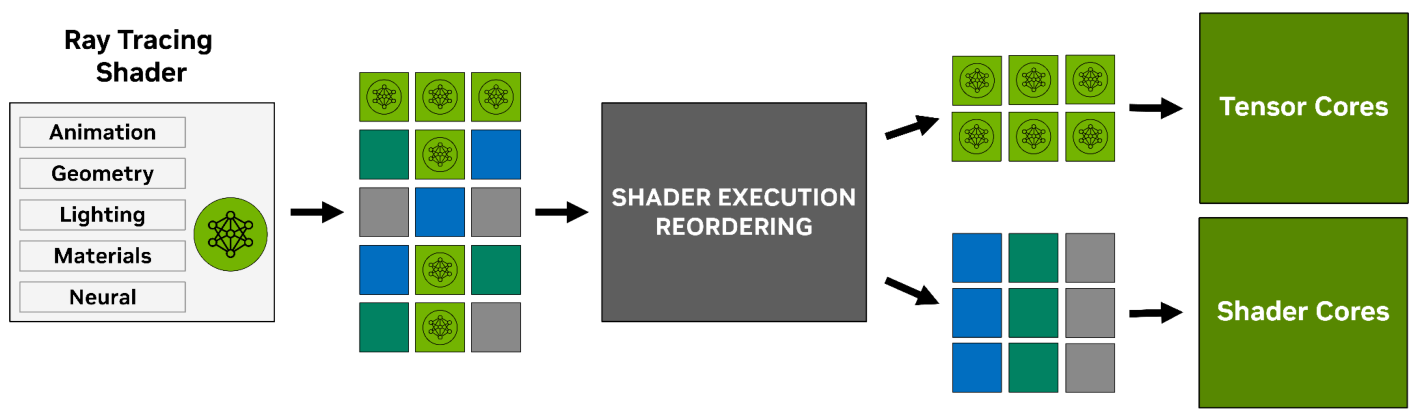 Ray Tracing
Shader
Animation
Geometry
Lighting
Materials
Neural
SHADER EXECUTION
REORDERING
Tensor Cores
Shader Cores